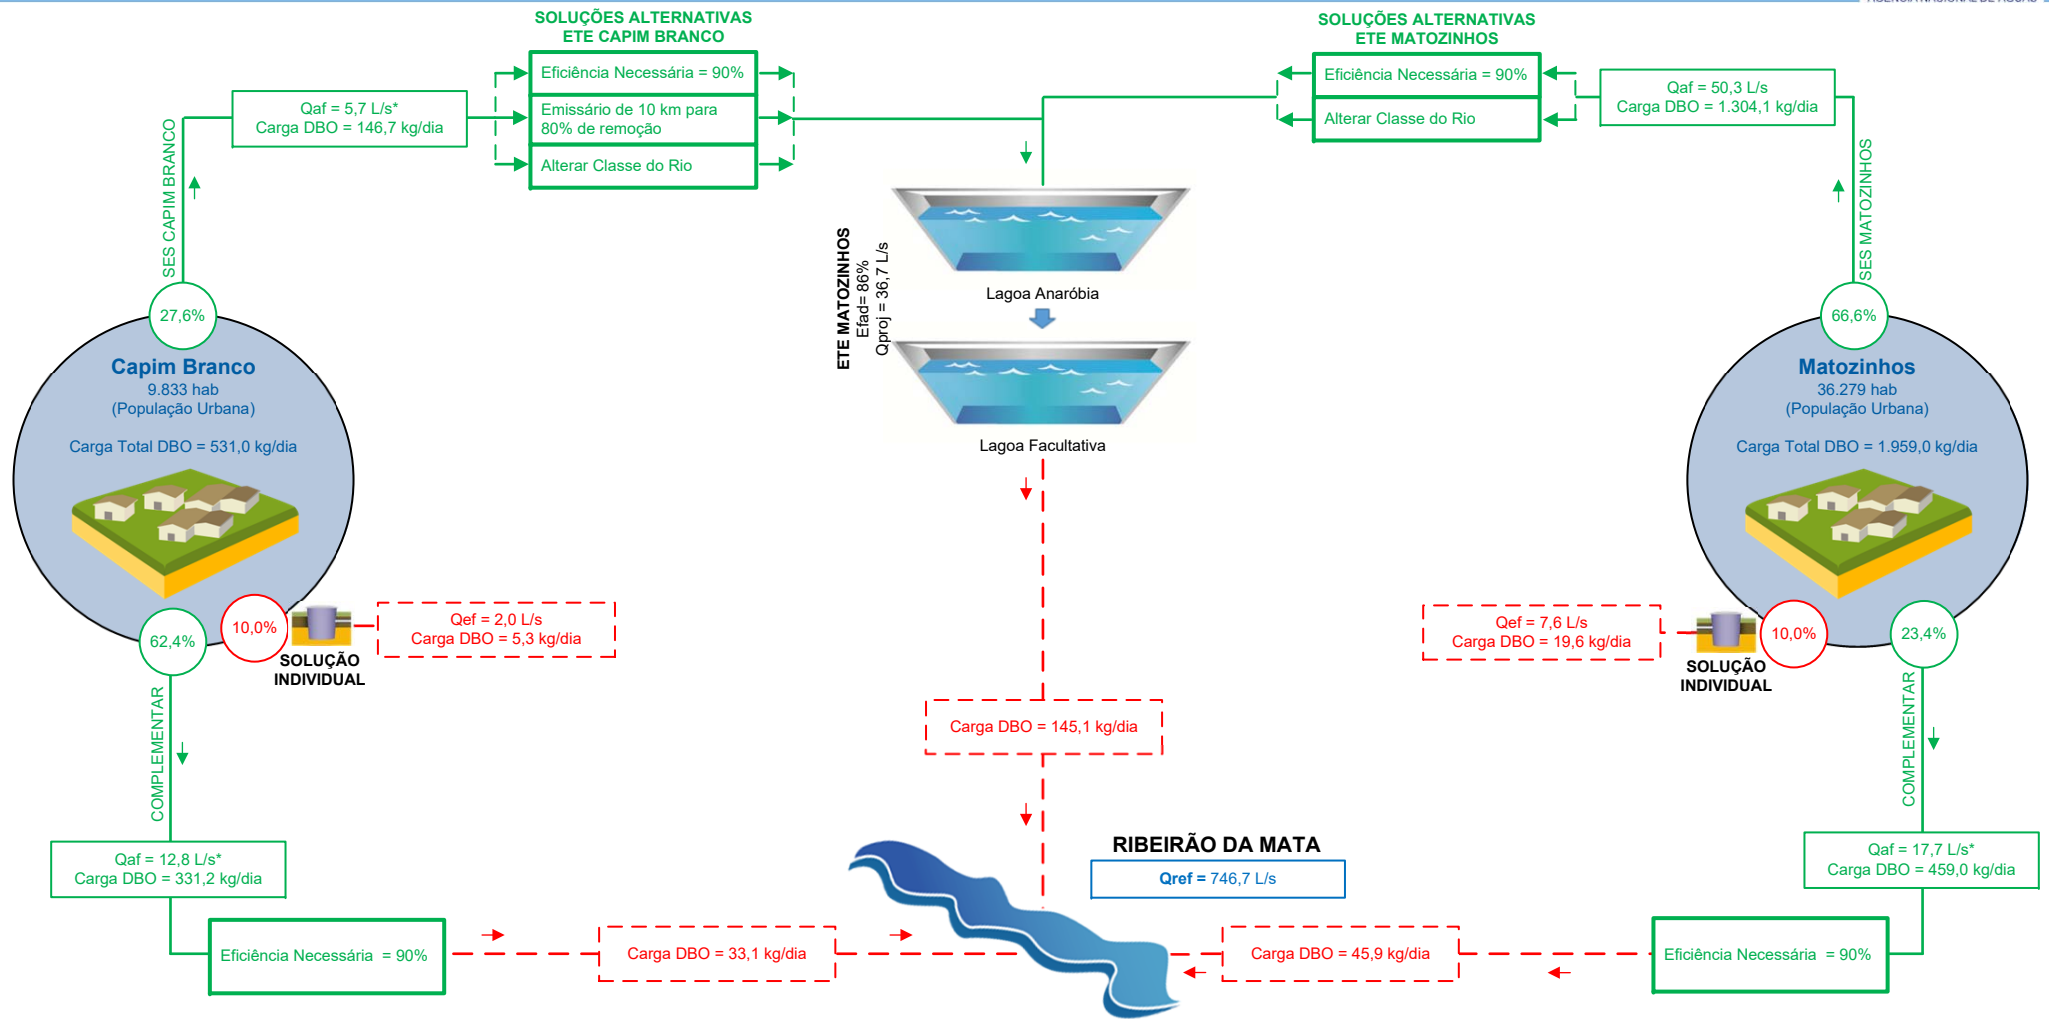 SOLUÇÕES ALTERNATIVAS
ETE CAPIM BRANCO
Eficiência Necessária = 90%
Emissário de 10 km para
80% de remoção
Alterar Classe do Rio
SOLUÇÕES ALTERNATIVAS
ETE MATOZINHOS
Eficiência Necessária = 90%
Alterar Classe do Rio
Qaf = 5,7 L/s*
Carga DBO = 146,7 kg/dia
Qaf = 50,3 L/s
Carga DBO = 1.304,1 kg/dia
SES CAPIM BRANCO
SES MATOZINHOS
ETE MATOZINHOS
Efad= 86%
Qproj = 36,7 L/s
Lagoa Anaróbia
Lagoa Facultativa
27,6%
Capim Branco
9.833 hab
(População Urbana)
Carga Total DBO = 531,0 kg/dia
62,4%
10,0%
SOLUÇÃO
INDIVIDUAL
Qef = 2,0 L/s
Carga DBO = 5,3 kg/dia
66,6%
Matozinhos
36.279 hab
(População Urbana)
Carga Total DBO = 1.959,0 kg/dia
Qef = 7,6 L/s
Carga DBO = 19,6 kg/dia
SOLUÇÃO
INDIVIDUAL
10,0%
23,4%
COMPLEMENTAR
COMPLEMENTAR
Carga DBO = 145,1 kg/dia
RIBEIRÃO DA MATA
Qref = 746,7 L/s
Qaf = 12,8 L/s*
Carga DBO = 331,2 kg/dia
Qaf = 17,7 L/s*
Carga DBO = 459,0 kg/dia
Eficiência Necessária = 90%
Carga DBO = 33,1 kg/dia
Carga DBO = 45,9 kg/dia
Eficiência Necessária = 90%